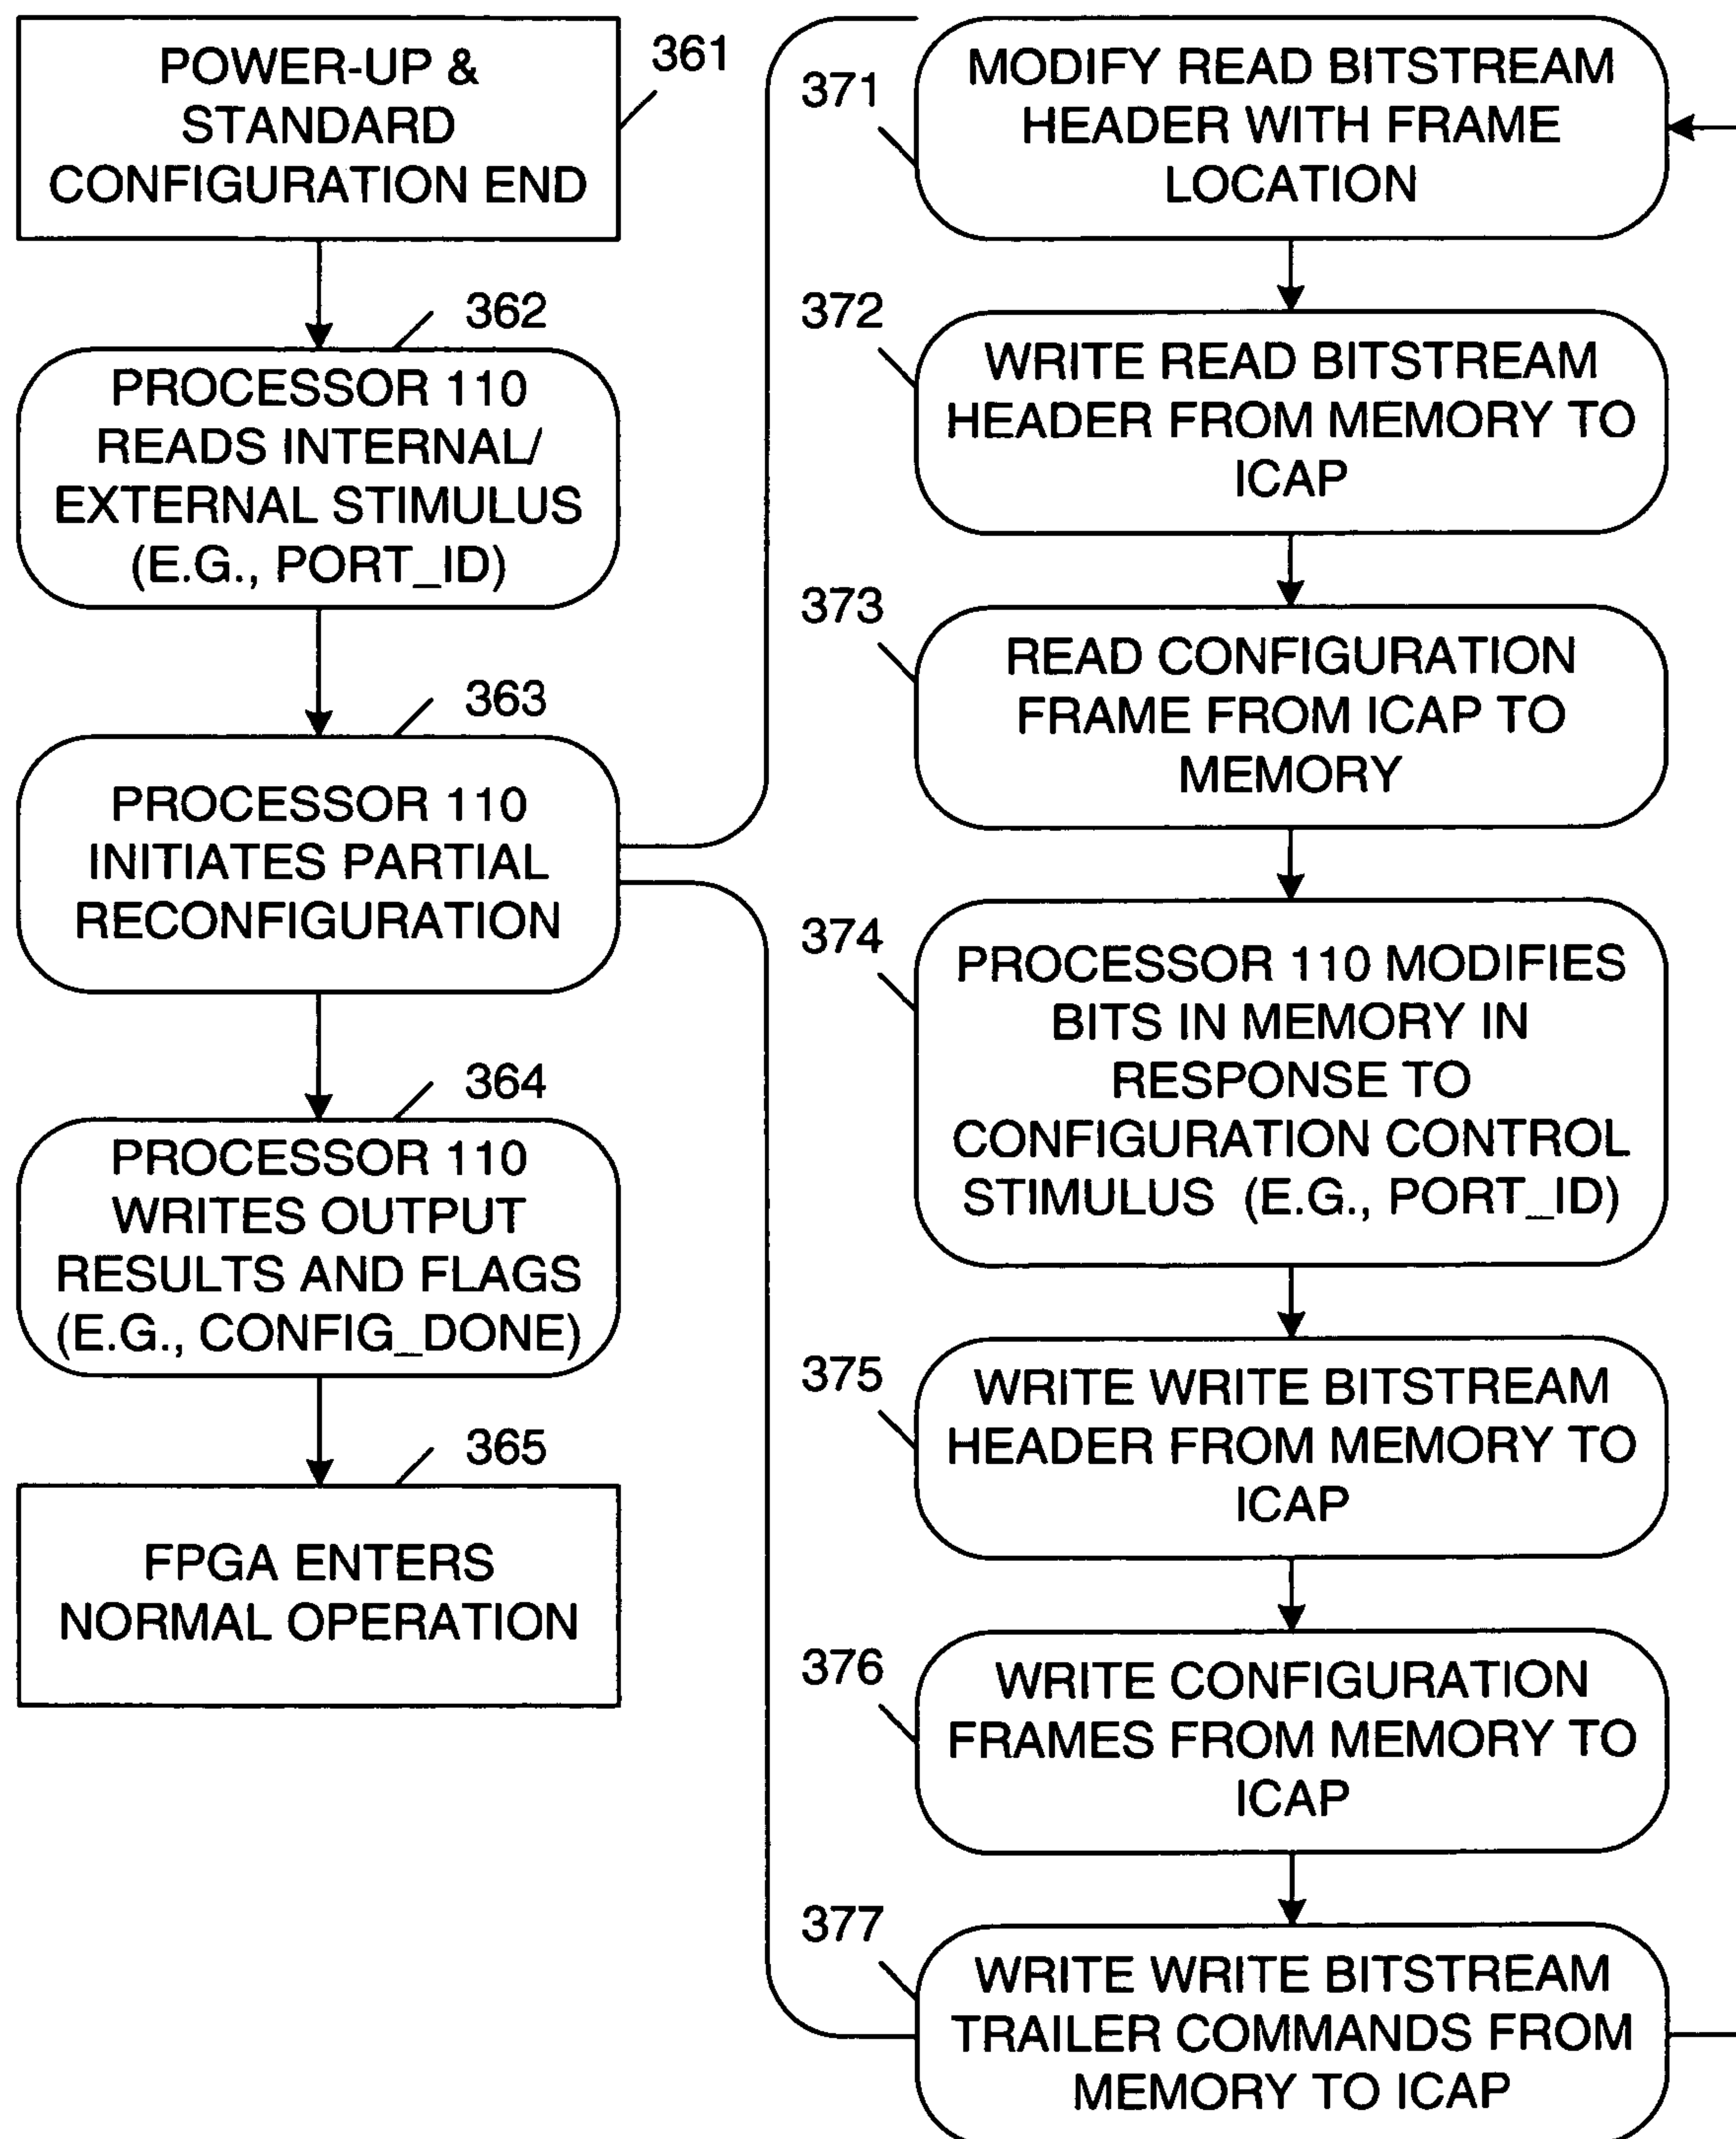 361
POWER-UP &
STANDARD
CONFIGURATION END
362
PROCESSOR 110
READS INTERNAL/
EXTERNAL STIMULUS
(E.G., PORT_ID)
363
PROCESSOR 110
INITIATES PARTIAL
RECONFIGURATION
364
PROCESSOR 110
WRITES OUTPUT
RESULTS AND FLAGS
(E.G., CONFIG_DONE)
365
FPGA ENTERS
NORMAL OPERATION
371
MODIFY READ BITSTREAM
HEADER WITH FRAME
LOCATION
372
WRITE READ BITSTREAM
HEADER FROM MEMORY TO
ICAP
373
READ CONFIGURATION
FRAME FROM ICAP TO
MEMORY
374
PROCESSOR 110 MODIFIES
BITS IN MEMORY IN
RESPONSE TO
CONFIGURATION CONTROL
STIMULUS (E.G., PORT_ID)
375
WRITE WRITE BITSTREAM
HEADER FROM MEMORY TO
ICAP
376
WRITE CONFIGURATION
FRAMES FROM MEMORY TO
ICAP
377
WRITE WRITE BITSTREAM
TRAILER COMMANDS FROM
MEMORY TO ICAP